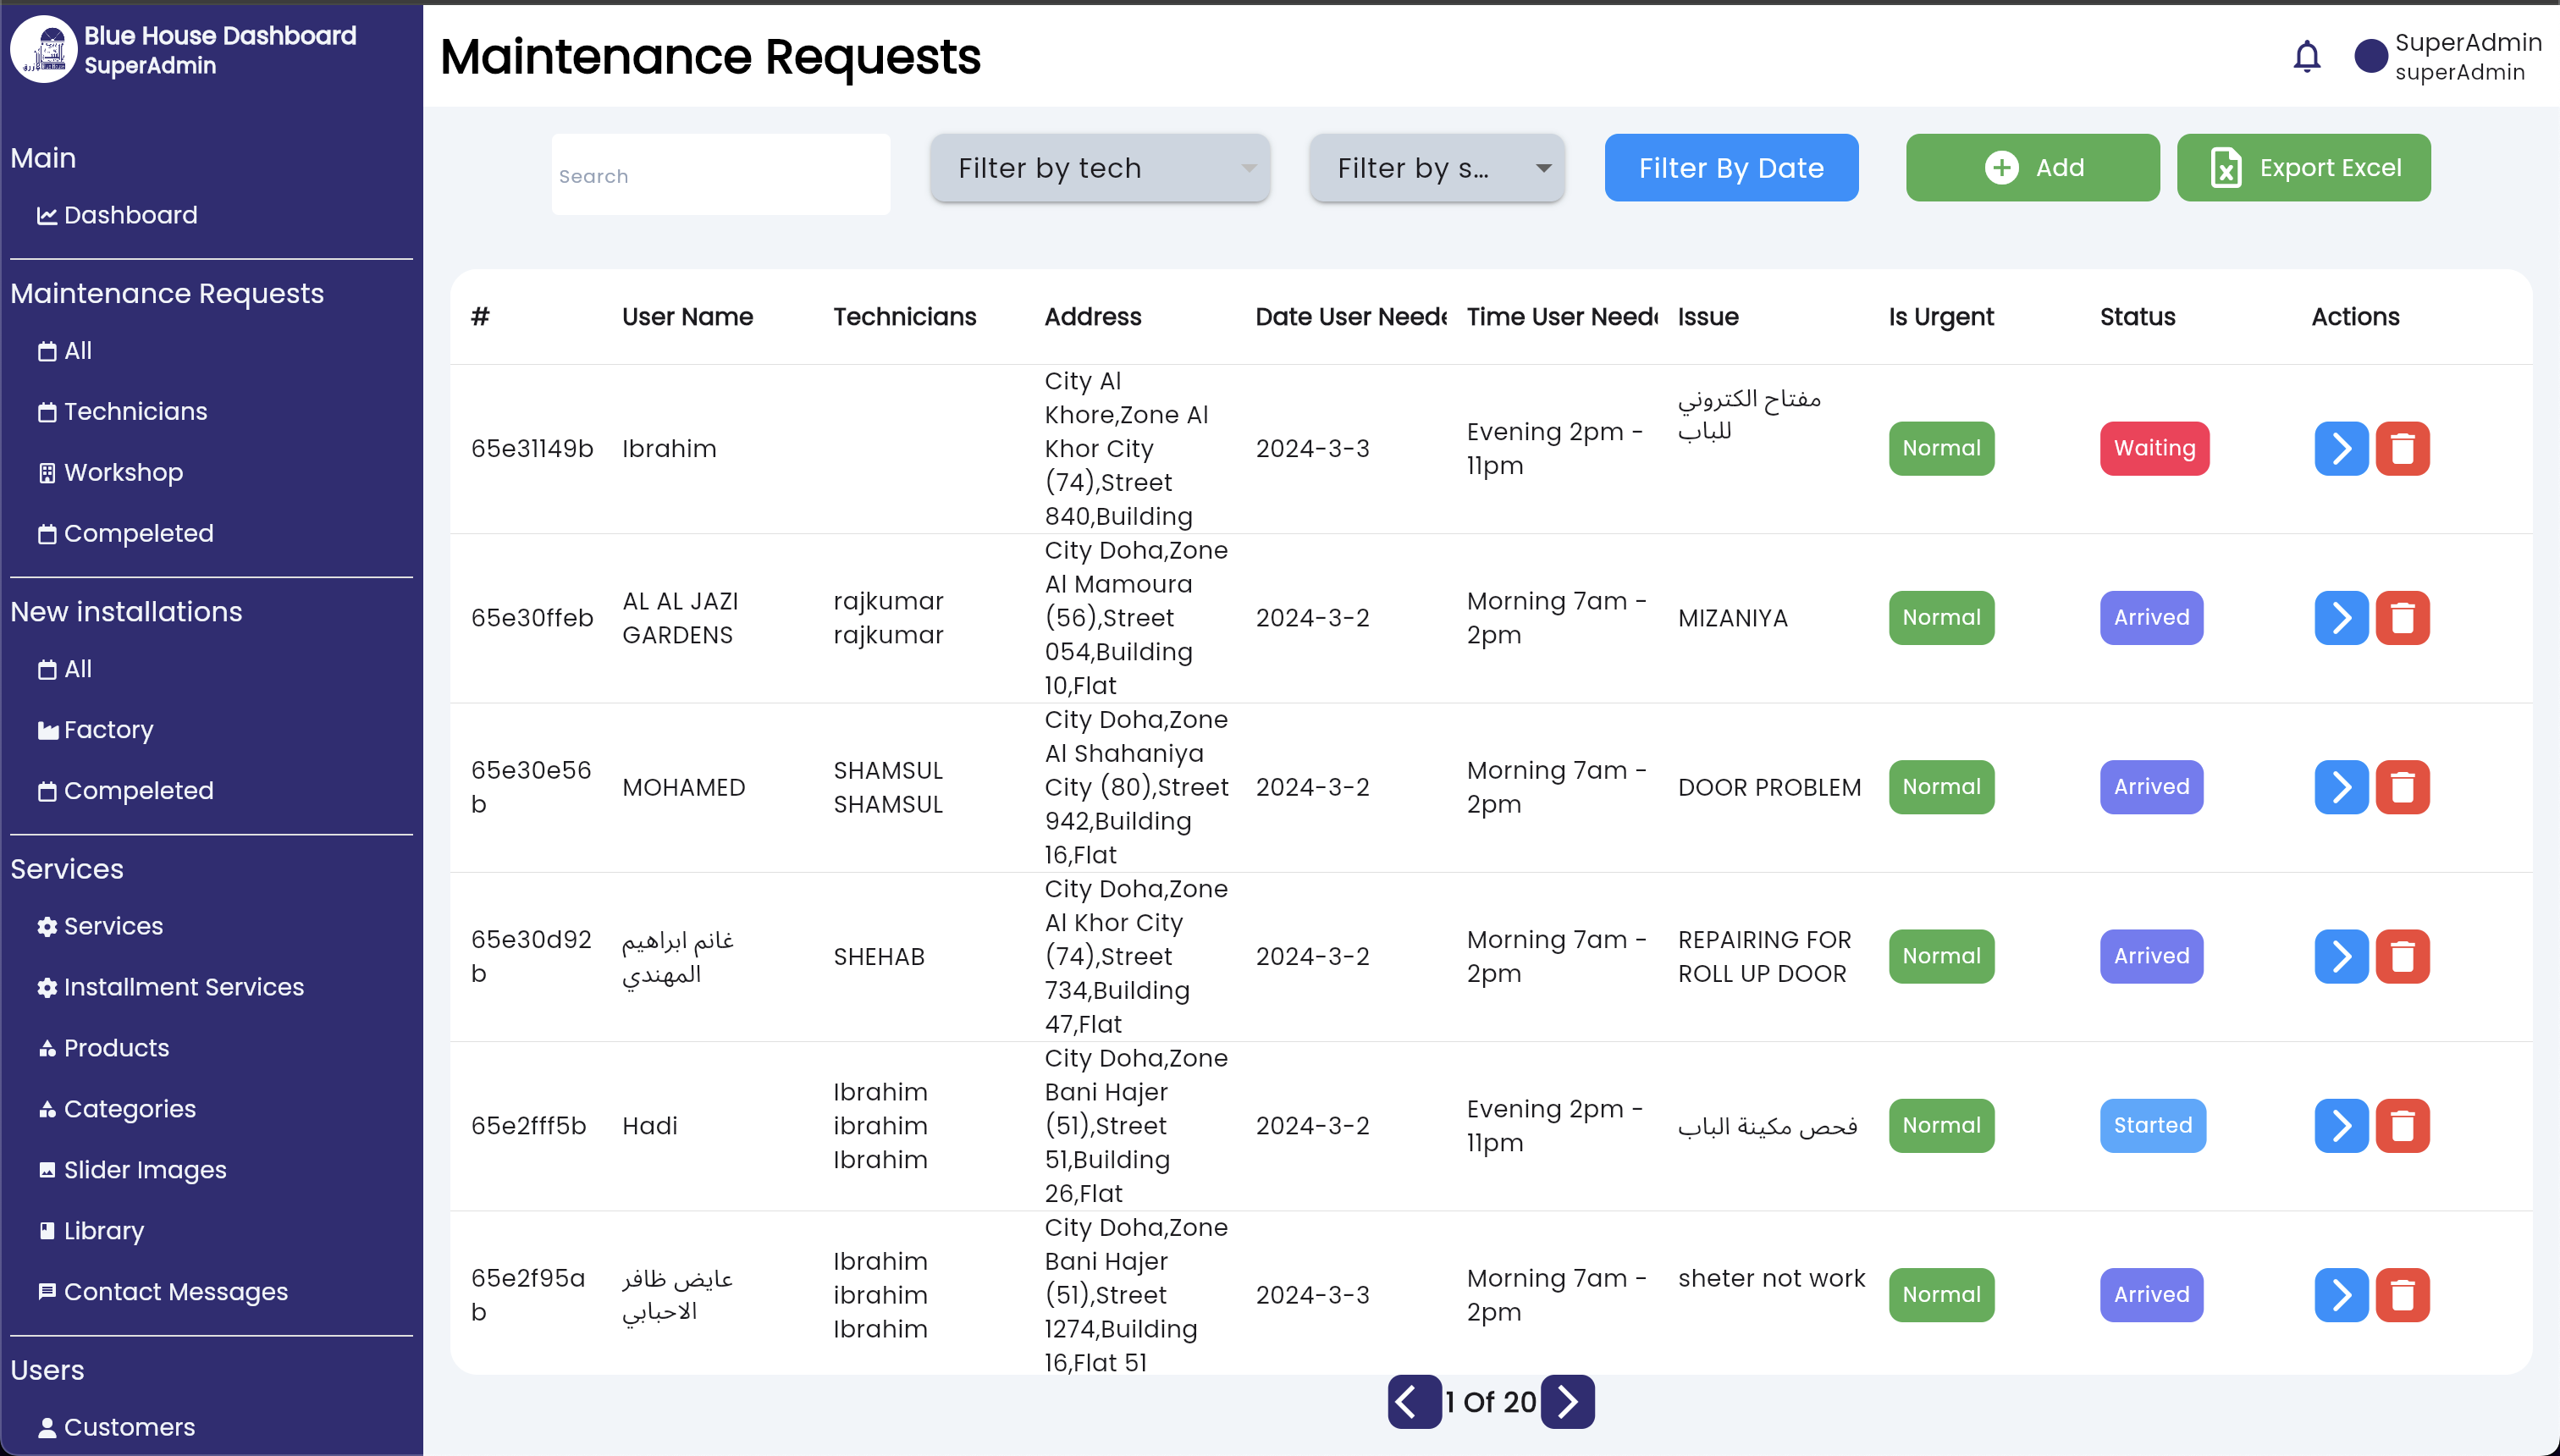 Blue House Dashboard
SuperAdmin
Main
Dashboard
Maintenance Requests
All
Technicians
Workshop
Compeleted
New installations
All
Factory
Compeleted
Services
Services
Installment Services
Products
Categories
Slider Images
Library
Contact Messages
Users
Customers
Maintenance Requests
SuperAdmin
superAdmin
Search
Filter by tech
Filter by s...
Filter By Date
Add
Export Excel
#
User Name
Technicians
Address
Date User Neede
Time User Neede
Issue
Is Urgent
Status
Actions
65e31149b
Ibrahim
City Al
Khore,Zone Al
Khor City
(74),Street
840,Building
2024-3-3
Evening 2pm -
11pm
مفتاح الكتروني
للباب
Normal
Waiting
65e30ffeb
AL AL JAZI
GARDENS
rajkumar
rajkumar
City Doha,Zone
Al Mamoura
(56),Street
054,Building
10,Flat
2024-3-2
Morning 7am -
2pm
MIZANIYA
Normal
Arrived
65e30e56
b
MOHAMED
SHAMSUL
SHAMSUL
City Doha,Zone
Al Shahaniya
City (80),Street
942,Building
16,Flat
2024-3-2
Morning 7am -
2pm
DOOR PROBLEM
Normal
Arrived
65e30d92
b
غانم ابراهيم
المهندي
SHEHAB
City Doha,Zone
Al Khor City
(74),Street
734,Building
47,Flat
2024-3-2
Morning 7am -
2pm
REPAIRING FOR
ROLL UP DOOR
Normal
Arrived
65e2fff5b
Hadi
Ibrahim
ibrahim
Ibrahim
City Doha,Zone
Bani Hajer
(51),Street
51,Building
26,Flat
2024-3-2
Evening 2pm -
11pm
فحص مكينة الباب
Normal
Started
65e2f95a
b
عايض ظافر
الاحبابي
Ibrahim
ibrahim
Ibrahim
City Doha,Zone
Bani Hajer
(51),Street
1274,Building
16,Flat 51
2024-3-3
Morning 7am -
2pm
sheter not work
Normal
Arrived
1 Of 20